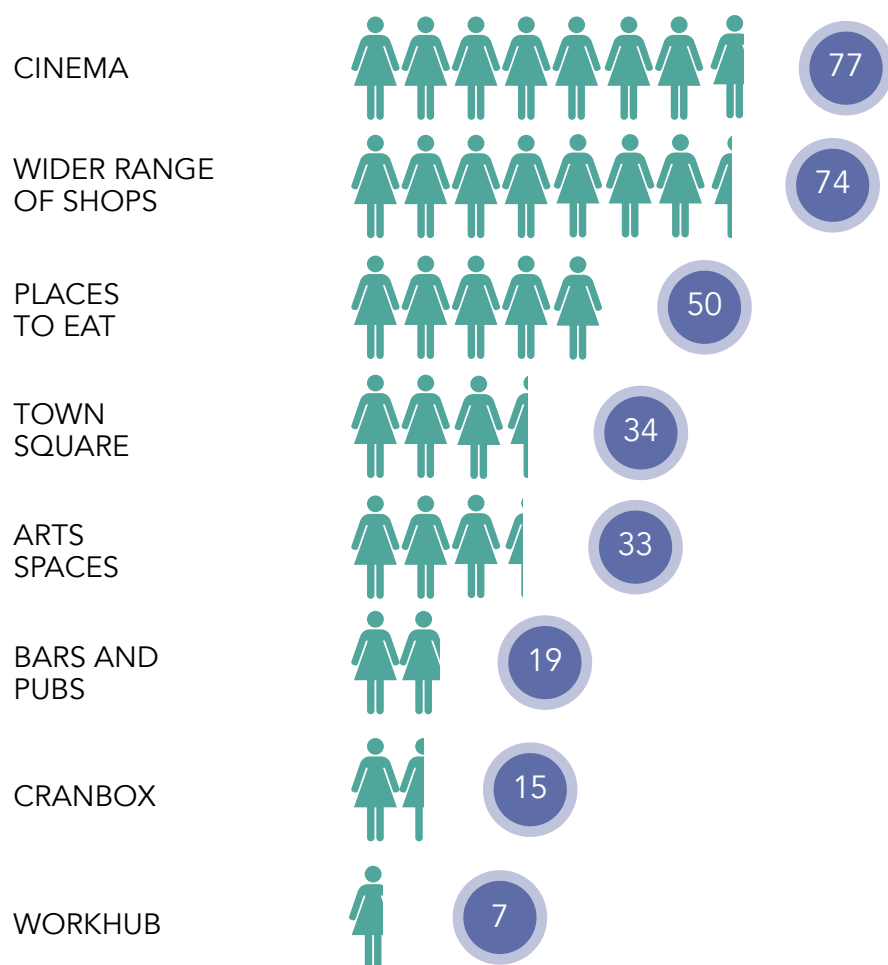 CINEMA
77
WIDER RANGE
OF SHOPS
74
PLACES
TO EAT
50
TOWN
SQUARE
34
ARTS
SPACES
33
BARS AND
PUBS
19
CRANBOX
15
WORKHUB
7